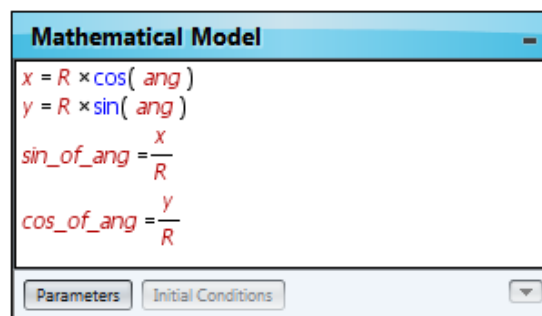 Mathematical Model
x = R × cos( ang )
y = R × sin( ang )
sin_of_ang = x/R
cos_of_ang = y/R
Parameters Initial Conditions